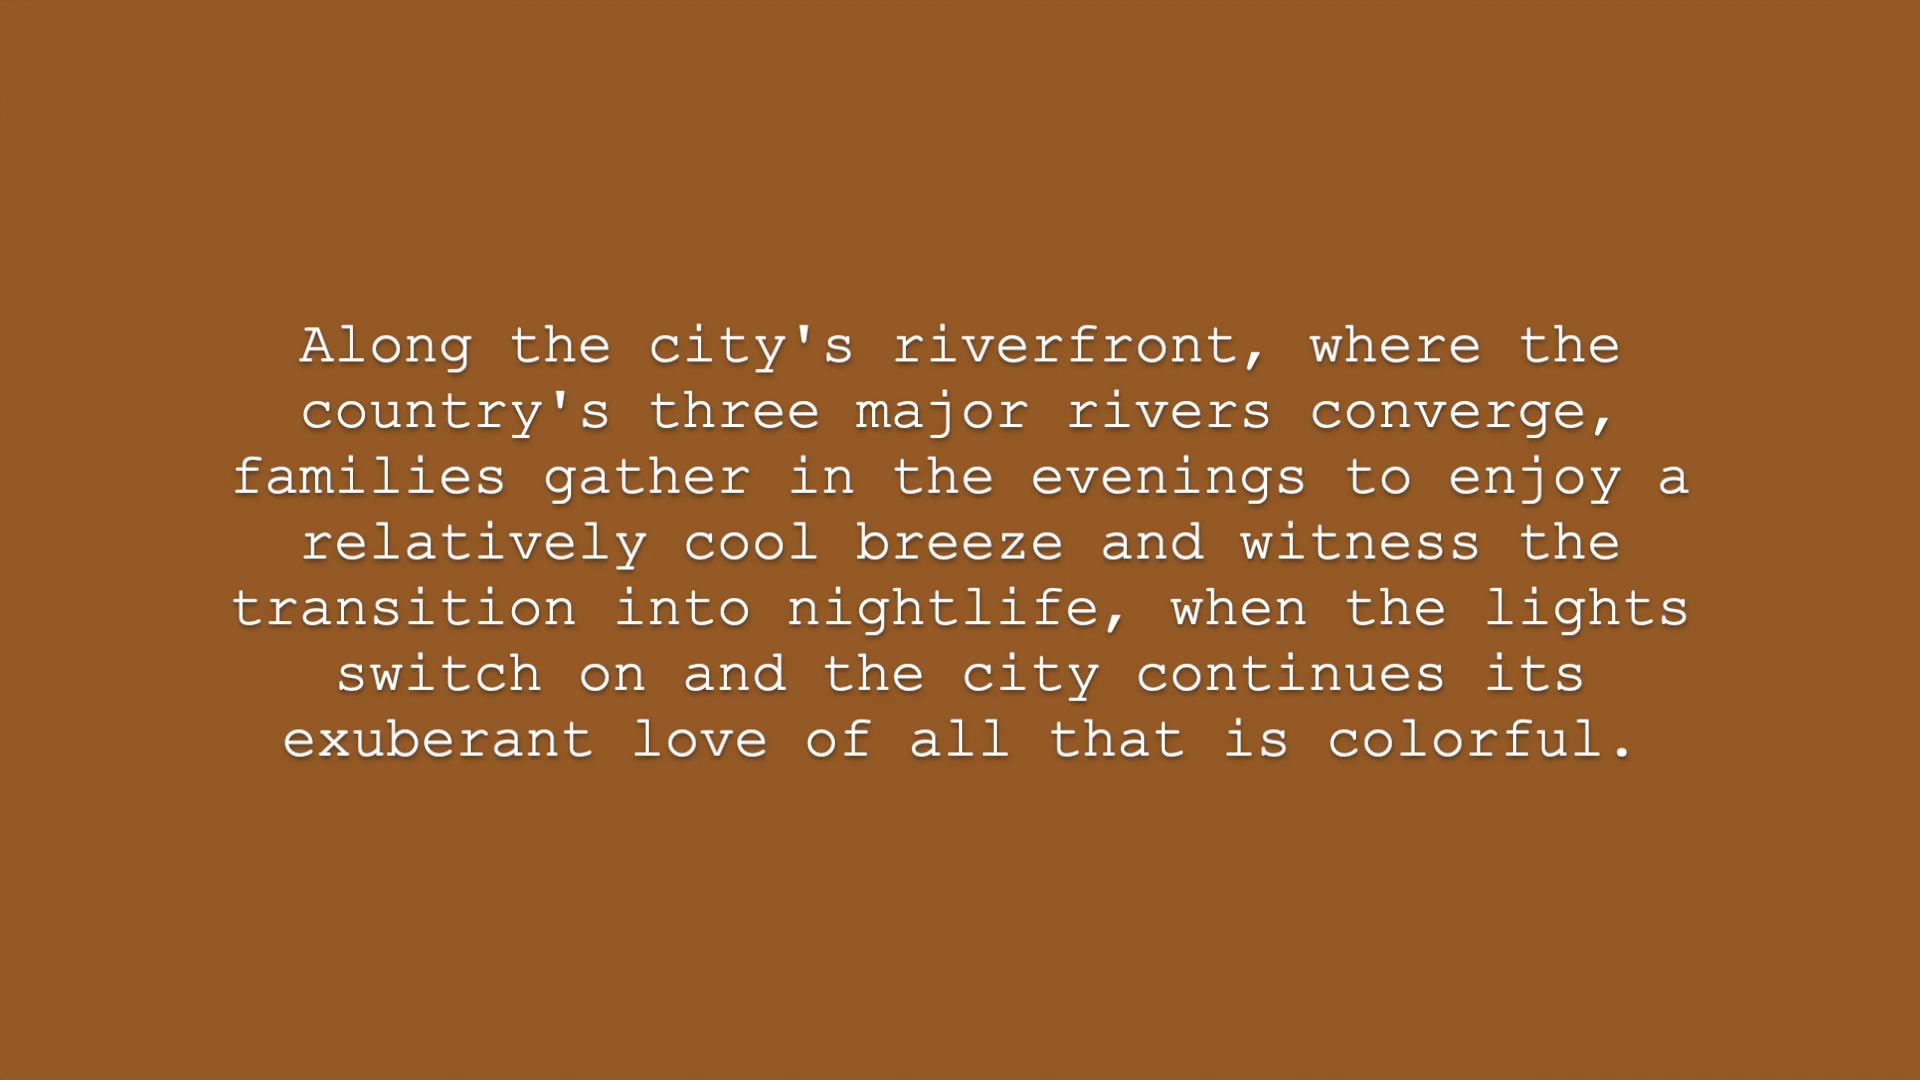 Along the city's riverfront, where the
country's three major rivers converge,
families gather in the evenings to enjoy a
relatively cool breeze and witness the
transition into nightlife, when the lights
switch on and the city continues its
exuberant love of all that is colorful.